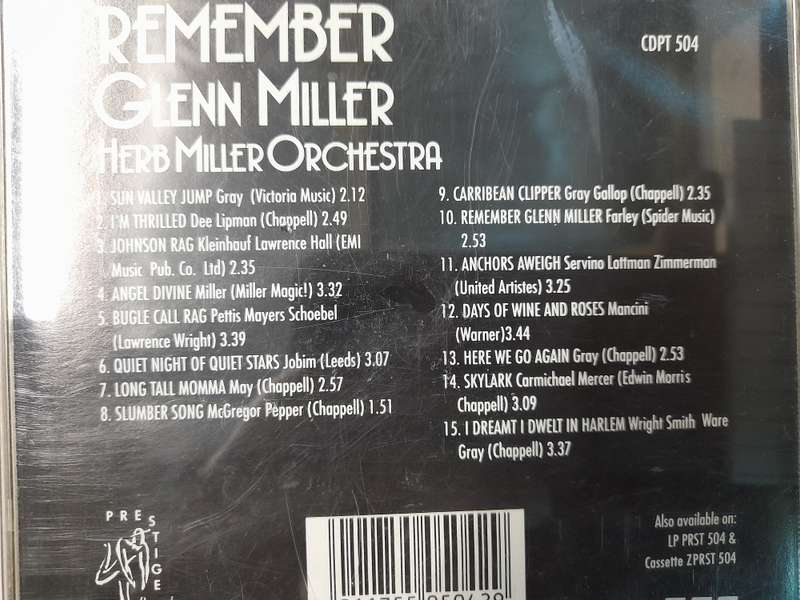 REMEMBER
GLENN MILLER
HERB MILLER ORCHESTRA
CDPT 504
1. SUN VALLEY JUMP Gray (Victoria Music) 2.12
2. I'M THRILLED Dee Lipman (Chappell) 2.49
3. JOHNSON RAG Kleinhauf Lawrence Hall (EMI
Music Pub. Co. Ltd) 2.35
4. ANGEL DIVINE Miller (Miller Magic!) 3.32
5. BUGLE CALL RAG Pettis Mayers Schoebel
(Lawrence Wright) 3.39
6. QUIET NIGHT OF QUIET STARS Jobim (Leeds) 3.07
7. LONG TALL MOMMA May (Chappell) 2.57
8. SLUMBER SONG McGregor Pepper (Chappell) 1.51
9. CARRIBEAN CLIPPER Gray Gallop (Chappell) 2.35
10. REMEMBER GLENN MILLER Farley (Spider Music)
2.53
11. ANCHORS AWEIGH Servino Lottman Zimmerman
(United Artistes) 3.25
12. DAYS OF WINE AND ROSES Mancini
(Warner)3.44
13. HERE WE GO AGAIN Gray (Chappell) 2.53
14. SKYLARK Carmichael Mercer (Edwin Morris
Chappell) 3.09
15. I DREAMT I DWELT IN HARLEM Wright Smith Ware
Gray (Chappell) 3.37
PRESTIGE
Also available on:
LP PRST 504 &
Cassette ZPRST 504